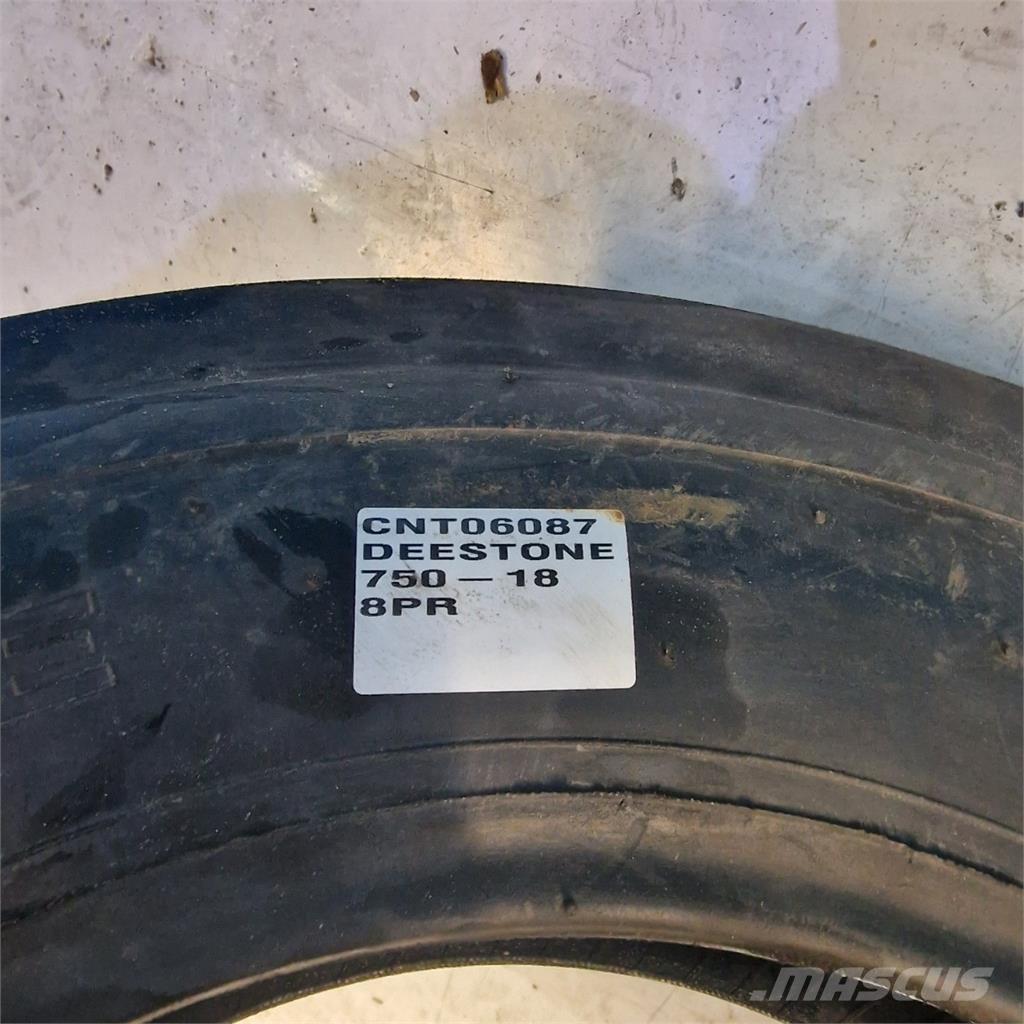 CNT06087
DEESTONE
750 — 18
8PR
MASCUS